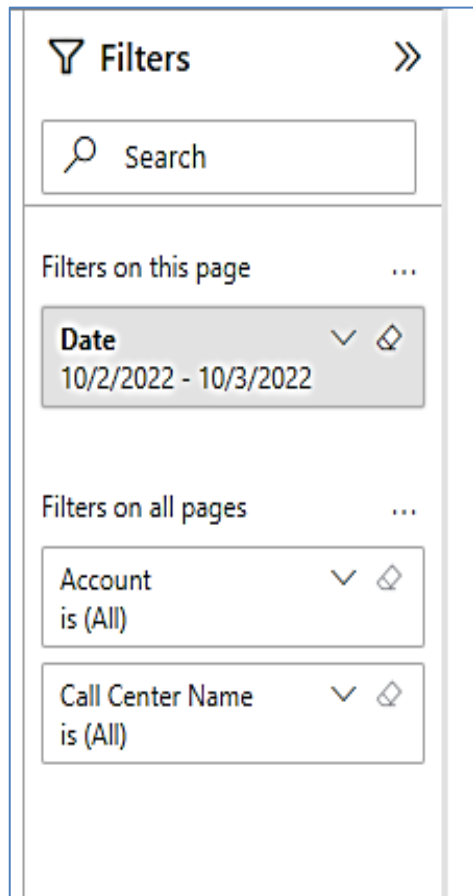 Filters
Search
Filters on this page
Date
10/2/2022 - 10/3/2022
Filters on all pages
Account
is (All)
Call Center Name
is (All)